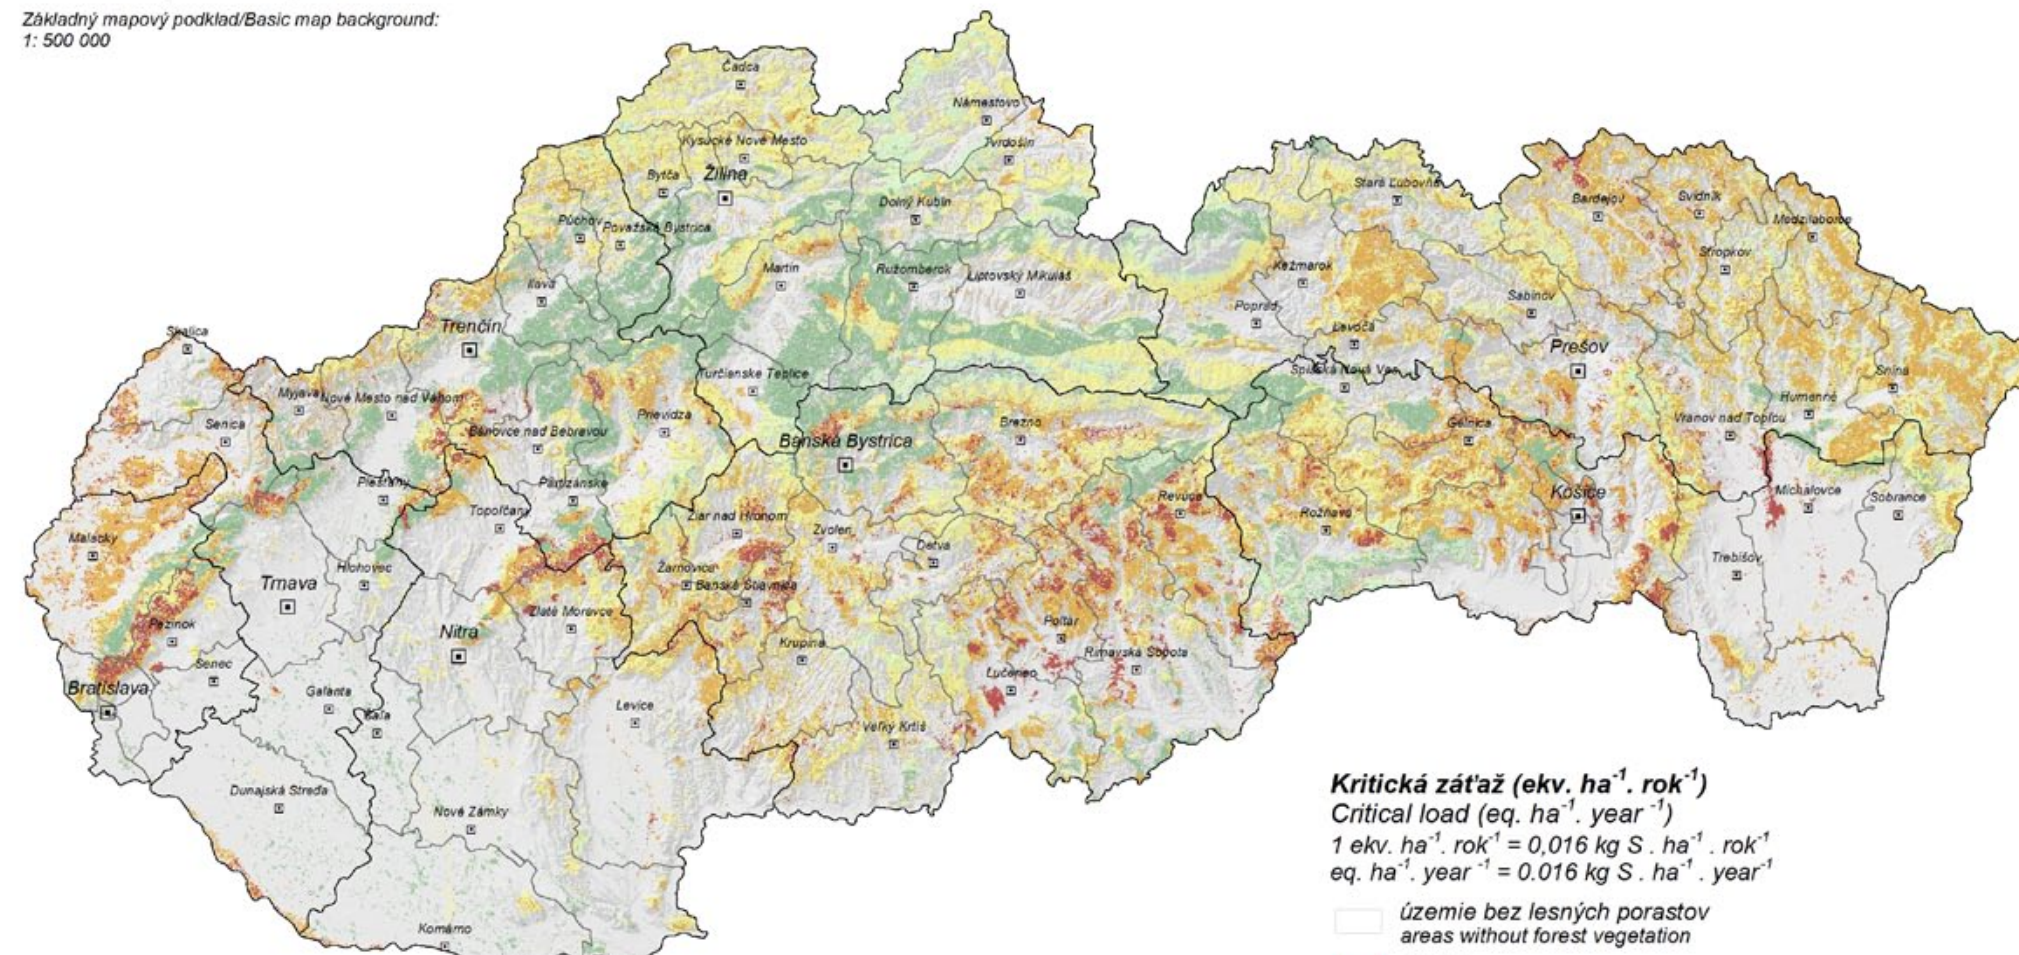 Základný mapový podklad/Basic map background:
1: 500 000
Čadca
Námestovo
Kysucké Nové Mesto
Tvrdošín
Bytča
Žilina
Stará Ľubovňa
Bardejov
Svidník
Dolný Kubín
Púchov
Považská Bystrica
Medzilaborce
Stropkov
Martin
Ružomberok
Liptovský Mikuláš
Kežmarok
Ilava
Poprad
Sabinov
Trenčín
Skalica
Levoča
Prešov
Turčianske Teplice
Spišská Nová Ves
Snina
Myjava
Nové Mesto nad Váhom
Humenné
Prievidza
Vranov nad Topľou
Senica
Brezno
Gelnica
Bánovce nad Bebravou
Banská Bystrica
Piešťany
Partizánske
Michalovce
Košice
Revúca
Sobrance
Topoľčany
Žiar nad Hronom
Rožňava
Zvolen
Malacky
Detva
Trebišov
Hlohovec
Žarnovica
Trnava
Banská Štiavnica
Zlaté Moravce
Pezinok
Poltár
Nitra
Krupina
Rimavská Sobota
Senec
Lučenec
Bratislava
Galanta
Levice
Šaľa
Veľký Krtíš
Dunajská Streda
Nové Zámky
Komárno
Kritická záťaž (ekv. ha⁻¹. rok⁻¹)
Critical load (eq. ha⁻¹. year ⁻¹)
1 ekv. ha⁻¹. rok⁻¹ = 0,016 kg S . ha⁻¹ . rok⁻¹
eq. ha⁻¹. year ⁻¹ = 0.016 kg S . ha⁻¹ . year⁻¹
územie bez lesných porastov
areas without forest vegetation